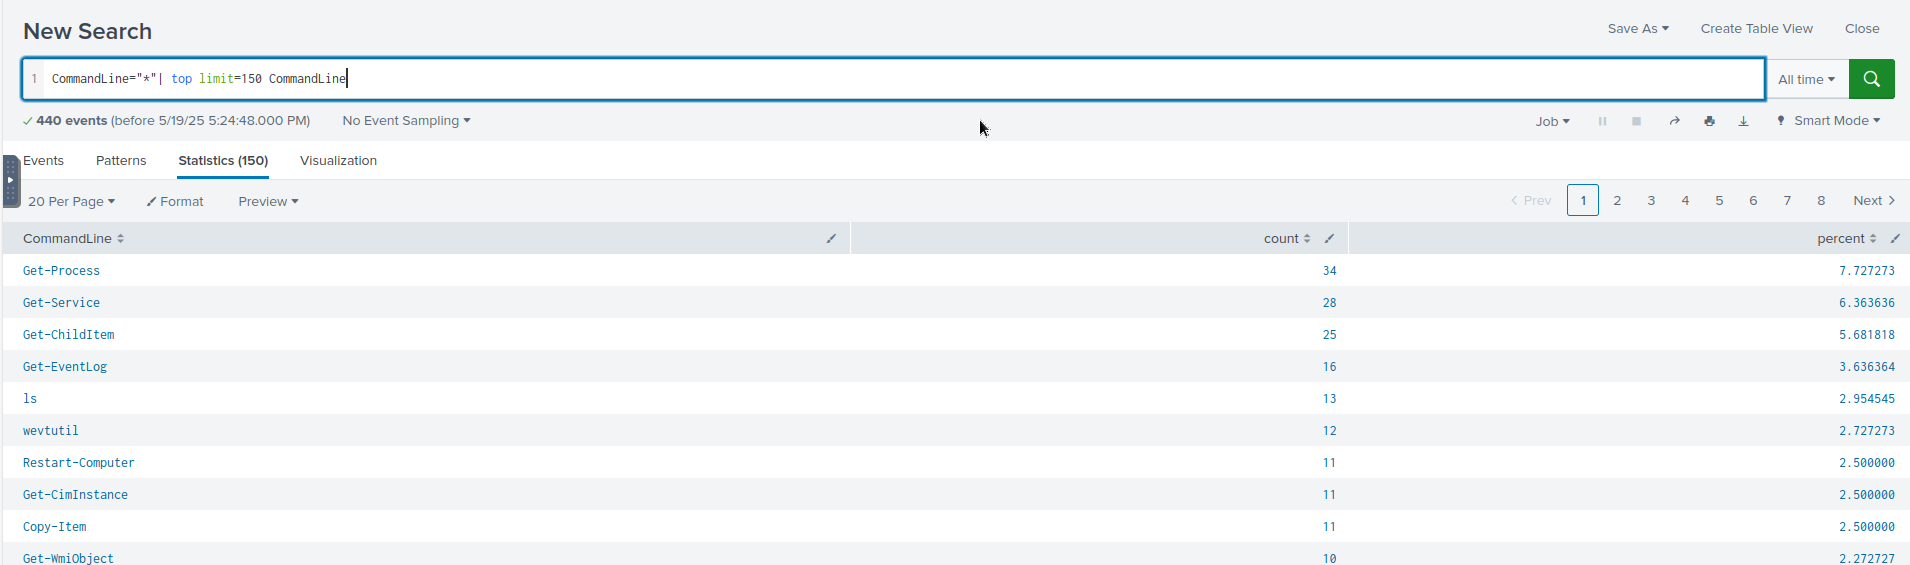 New Search
Save As Create Table View Close
1 CommandLine="*"| top limit=150 CommandLine
All time
440 events (before 5/19/25 5:24:48.000 PM) No Event Sampling
Job Smart Mode
Events Patterns Statistics (150) Visualization
20 Per Page Format Preview
Prev 1 2 3 4 5 6 7 8 Next
CommandLine count percent
Get-Process 34 7.727273
Get-Service 28 6.363636
Get-ChildItem 25 5.681818
Get-EventLog 16 3.636364
ls 13 2.954545
wevtutil 12 2.727273
Restart-Computer 11 2.500000
Get-CimInstance 11 2.500000
Copy-Item 11 2.500000
Get-WmiObject 10 2.272727